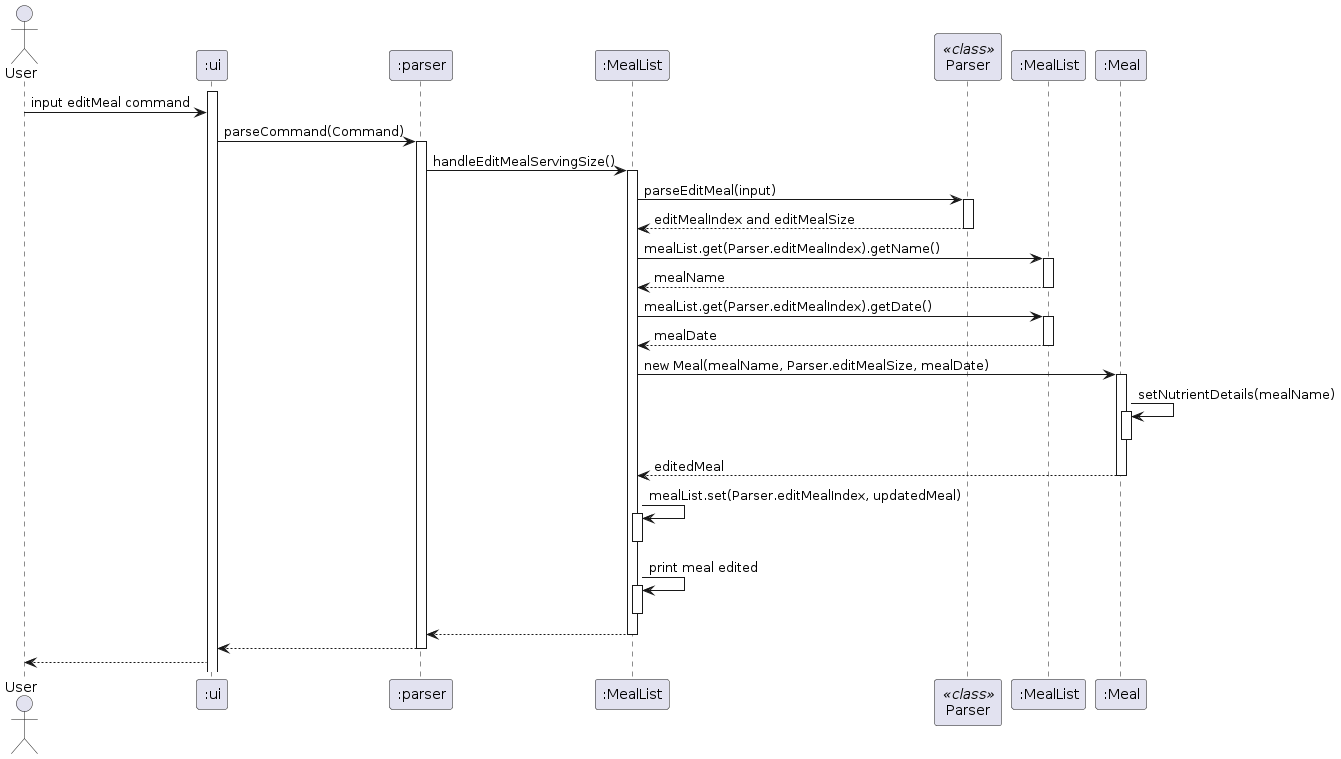 User
:ui
:parser
:MealList
«class»
Parser
:MealList
:Meal
input editMeal command
parseCommand(Command)
handleEditMealServingSize()
parseEditMeal(input)
editMealIndex and editMealSize
mealList.get(Parser.editMealIndex).getName()
mealName
mealList.get(Parser.editMealIndex).getDate()
mealDate
new Meal(mealName, Parser.editMealSize, mealDate)
setNutrientDetails(mealName)
editedMeal
mealList.set(Parser.editMealIndex, updatedMeal)
print meal edited
User
:ui
:parser
:MealList
«class»
Parser
:MealList
:Meal